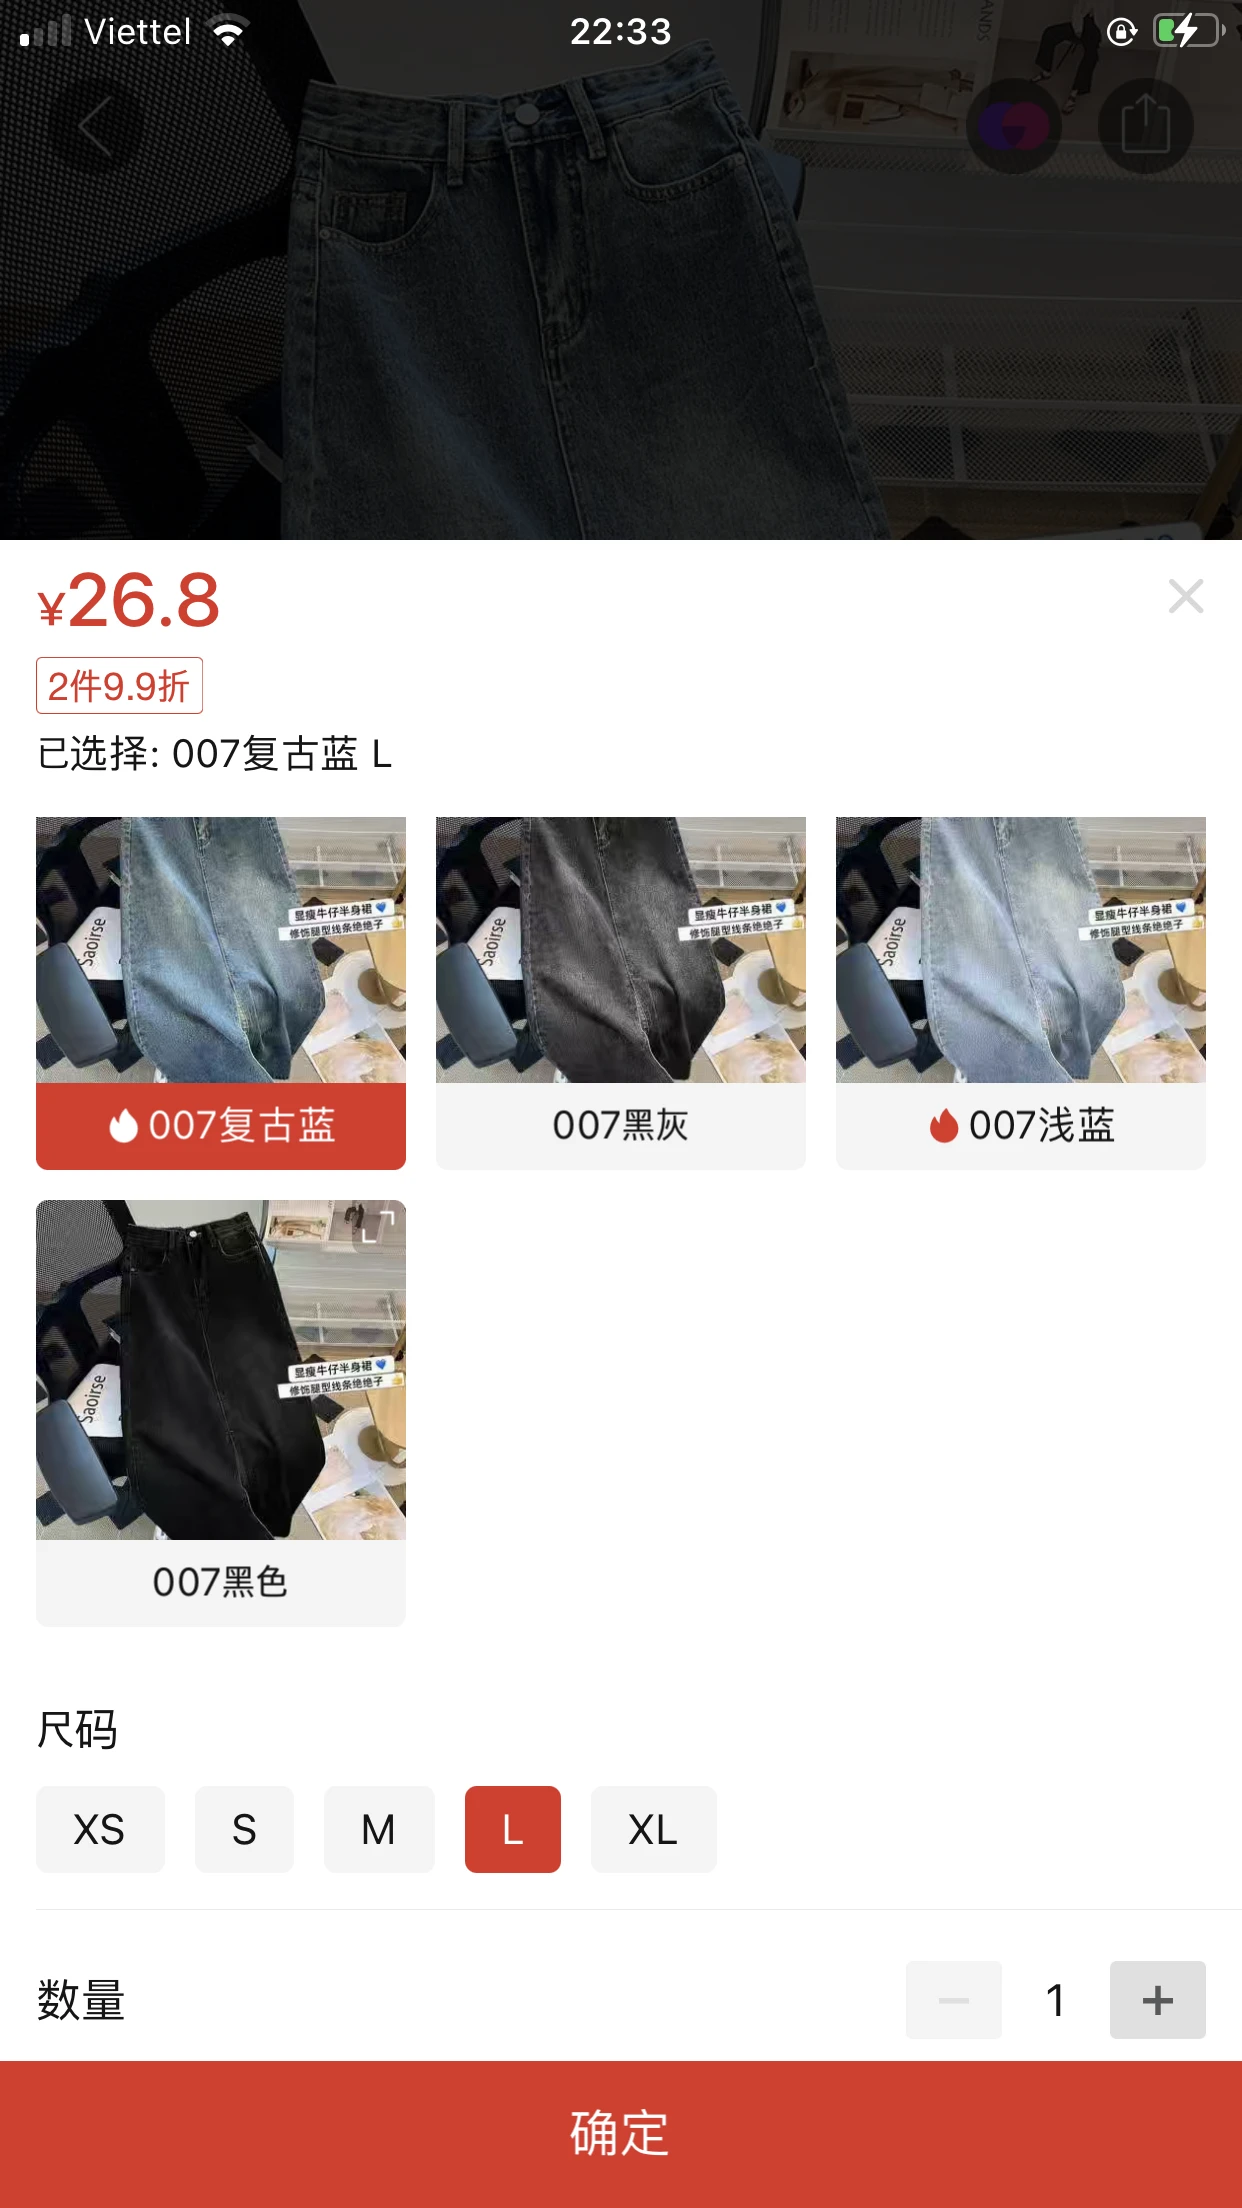 Viettel
22:33
ANDS
¥26.8
2件9.9折
已选择: 007复古蓝 L
Saoirse
显瘦牛仔半身裙💙
修饰腿型线条绝绝子👍
007复古蓝
Saoirse
显瘦牛仔半身裙💙
修饰腿型线条绝绝子👍
007黑灰
Saoirse
显瘦牛仔半身裙💙
修饰腿型线条绝绝子👍
007浅蓝
Saoirse
显瘦牛仔半身裙💙
修饰腿型线条绝绝子👍
007黑色
尺码
XS S M L XL
数量
1
确定